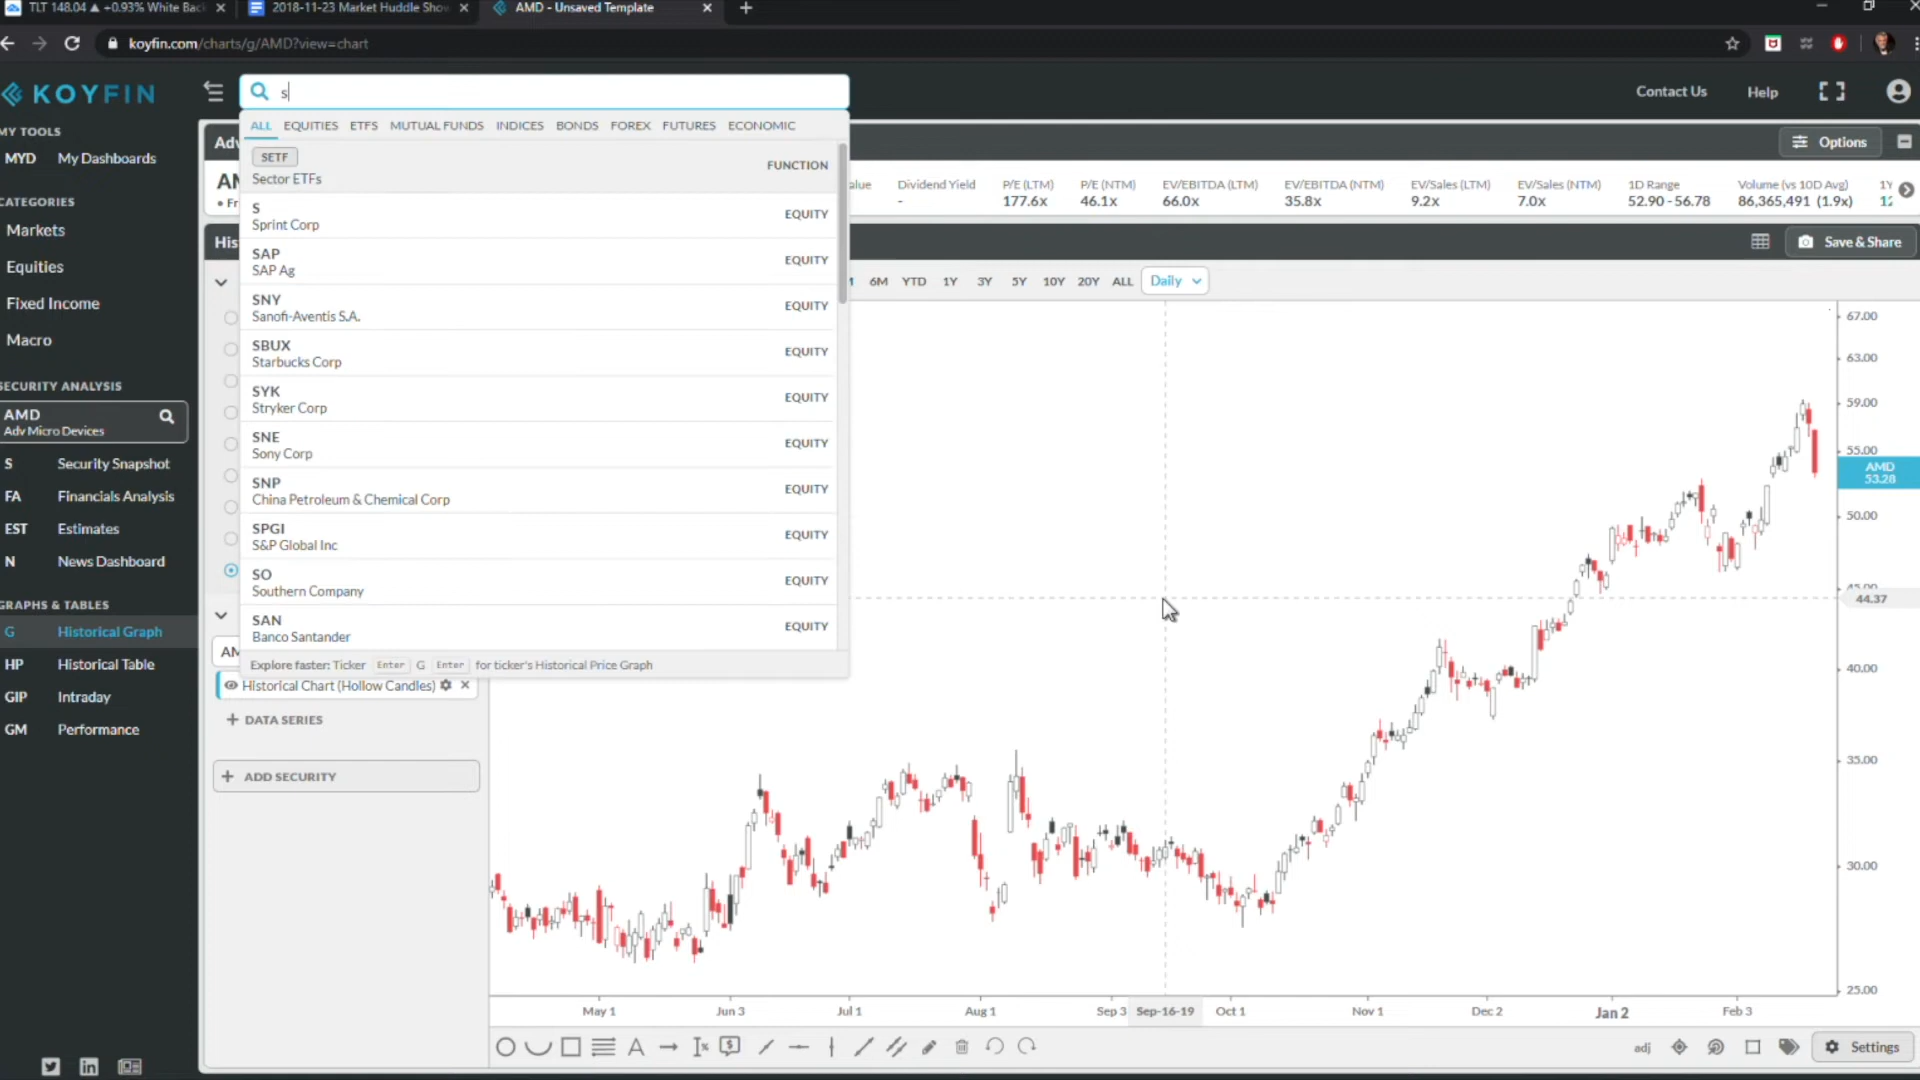 TLT 148.04 ▲ +0.93% White Back
2018-11-23 Market Huddle Show
AMD - Unsaved Template
koyfin.com/charts/g/AMD?view=chart
KOYFIN
s
Contact Us
Help
MY TOOLS
MYD My Dashboards
CATEGORIES
Markets
Equities
Fixed Income
Macro
SECURITY ANALYSIS
AMD
Adv Micro Devices
S Security Snapshot
FA Financials Analysis
EST Estimates
N News Dashboard
GRAPHS & TABLES
G Historical Graph
HP Historical Table
GIP Intraday
GM Performance
ALL EQUITIES ETFS MUTUAL FUNDS INDICES BONDS FOREX FUTURES ECONOMIC
SETF
Sector ETFs
FUNCTION
S
Sprint Corp
EQUITY
SAP
SAP Ag
EQUITY
SNY
Sanofi-Aventis S.A.
EQUITY
SBUX
Starbucks Corp
EQUITY
SYK
Stryker Corp
EQUITY
SNE
Sony Corp
EQUITY
SNP
China Petroleum & Chemical Corp
EQUITY
SPGI
S&P Global Inc
EQUITY
SO
Southern Company
EQUITY
SAN
Banco Santander
EQUITY
Explore faster: Ticker Enter G Enter for ticker's Historical Price Graph
Options
Dividend Yield P/E (LTM) P/E (NTM) EV/EBITDA (LTM) EV/EBITDA (NTM) EV/Sales (LTM) EV/Sales (NTM) 1D Range Volume (vs 10D Avg)
- 177.6x 46.1x 66.0x 35.8x 9.2x 7.0x 52.90 - 56.78 86,365,491 (1.9x)
Save & Share
6M YTD 1Y 3Y 5Y 10Y 20Y ALL Daily
Historical Chart (Hollow Candles)
+ DATA SERIES
+ ADD SECURITY
67.00
63.00
59.00
55.00
AMD
53.28
50.00
45.00
44.37
40.00
35.00
30.00
25.00
May 1 Jun 3 Jul 1 Aug 1 Sep 3 Sep-16-19 Oct 1 Nov 1 Dec 2 Jan 2 Feb 3
adj
Settings